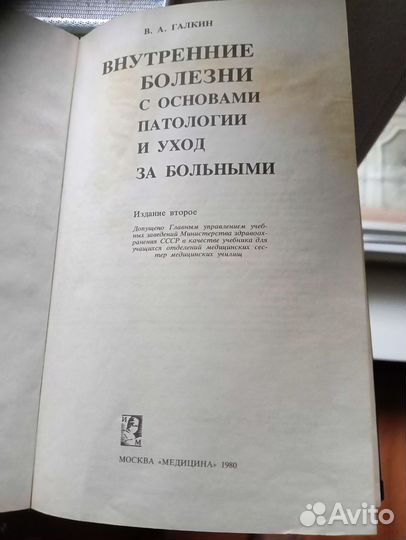 В. А. ГАЛКИН
ВНУТРЕННИЕ
БОЛЕЗНИ
С ОСНОВАМИ
ПАТОЛОГИИ
И УХОД
ЗА БОЛЬНЫМИ
Издание второе
Допущено Главным управлением учеб-
ных заведений Министерства здравоох-
ранения СССР в качестве учебника для
учащихся отделений медицинских сес-
тер медицинских училищ
И М
МОСКВА «МЕДИЦИНА» 1980
Avito